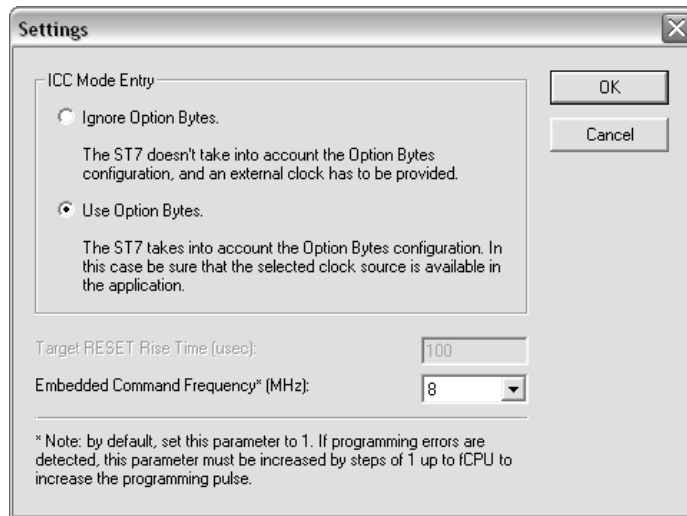 Settings
ICC Mode Entry
OK
Ignore Option Bytes.
Cancel
The ST7 doesn't take into account the Option Bytes
configuration, and an external clock has to be provided.
Use Option Bytes.
The ST7 takes into account the Option Bytes configuration. In
this case be sure that the selected clock source is available in
the application.
Target RESET Rise Time (usec):
100
Embedded Command Frequency* (MHz):
8
* Note: by default, set this parameter to 1. If programming errors are
detected, this parameter must be increased by steps of 1 up to fCPU to
increase the programming pulse.